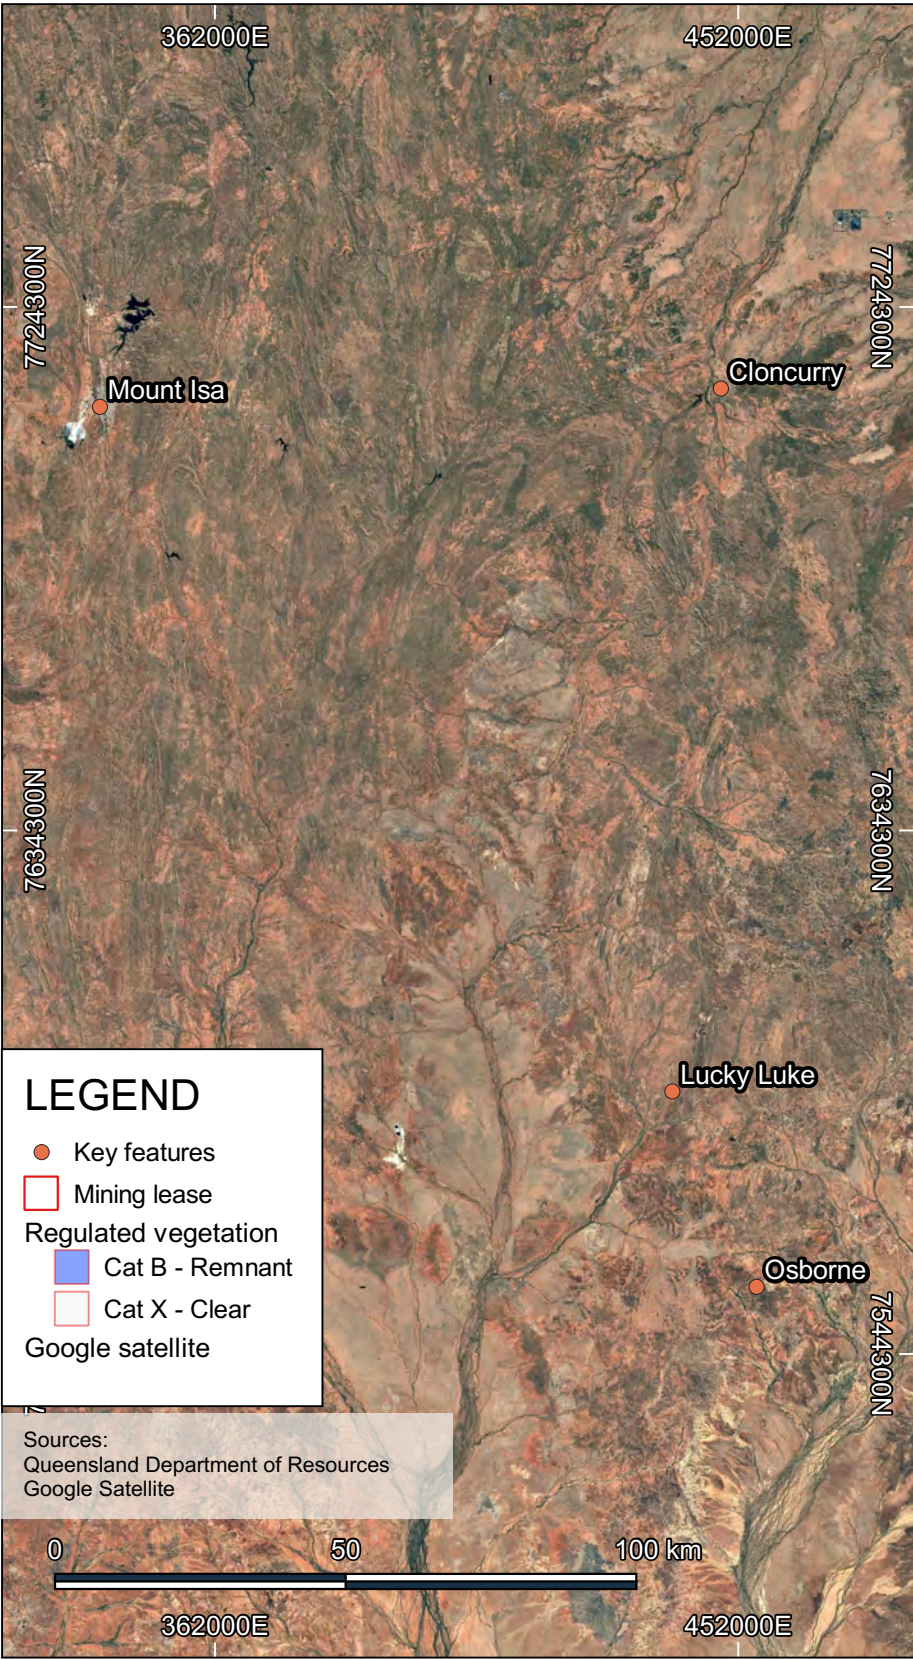 362000E 452000E
7724300N 7724300N
Mount Isa
Cloncurry
7634300N 7634300N
Lucky Luke
LEGEND
Key features
Mining lease
Regulated vegetation
Cat B - Remnant
Cat X - Clear
Google satellite
Osborne
7544300N
Sources:
Queensland Department of Resources
Google Satellite
0 50 100 km
362000E 452000E